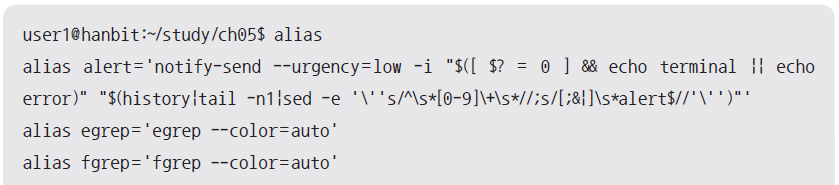 user1@hanbit:~/study/ch05$ alias
alias alert='notify-send --urgency=low -i "$([ $? = 0 ] && echo terminal || echo
error)" "$(history|tail -n1|sed -e '\''s/^\s*[0-9]\+\s*//;s/[;&|]\s*alert$//'\'')"'
alias egrep='egrep --color=auto'
alias fgrep='fgrep --color=auto'